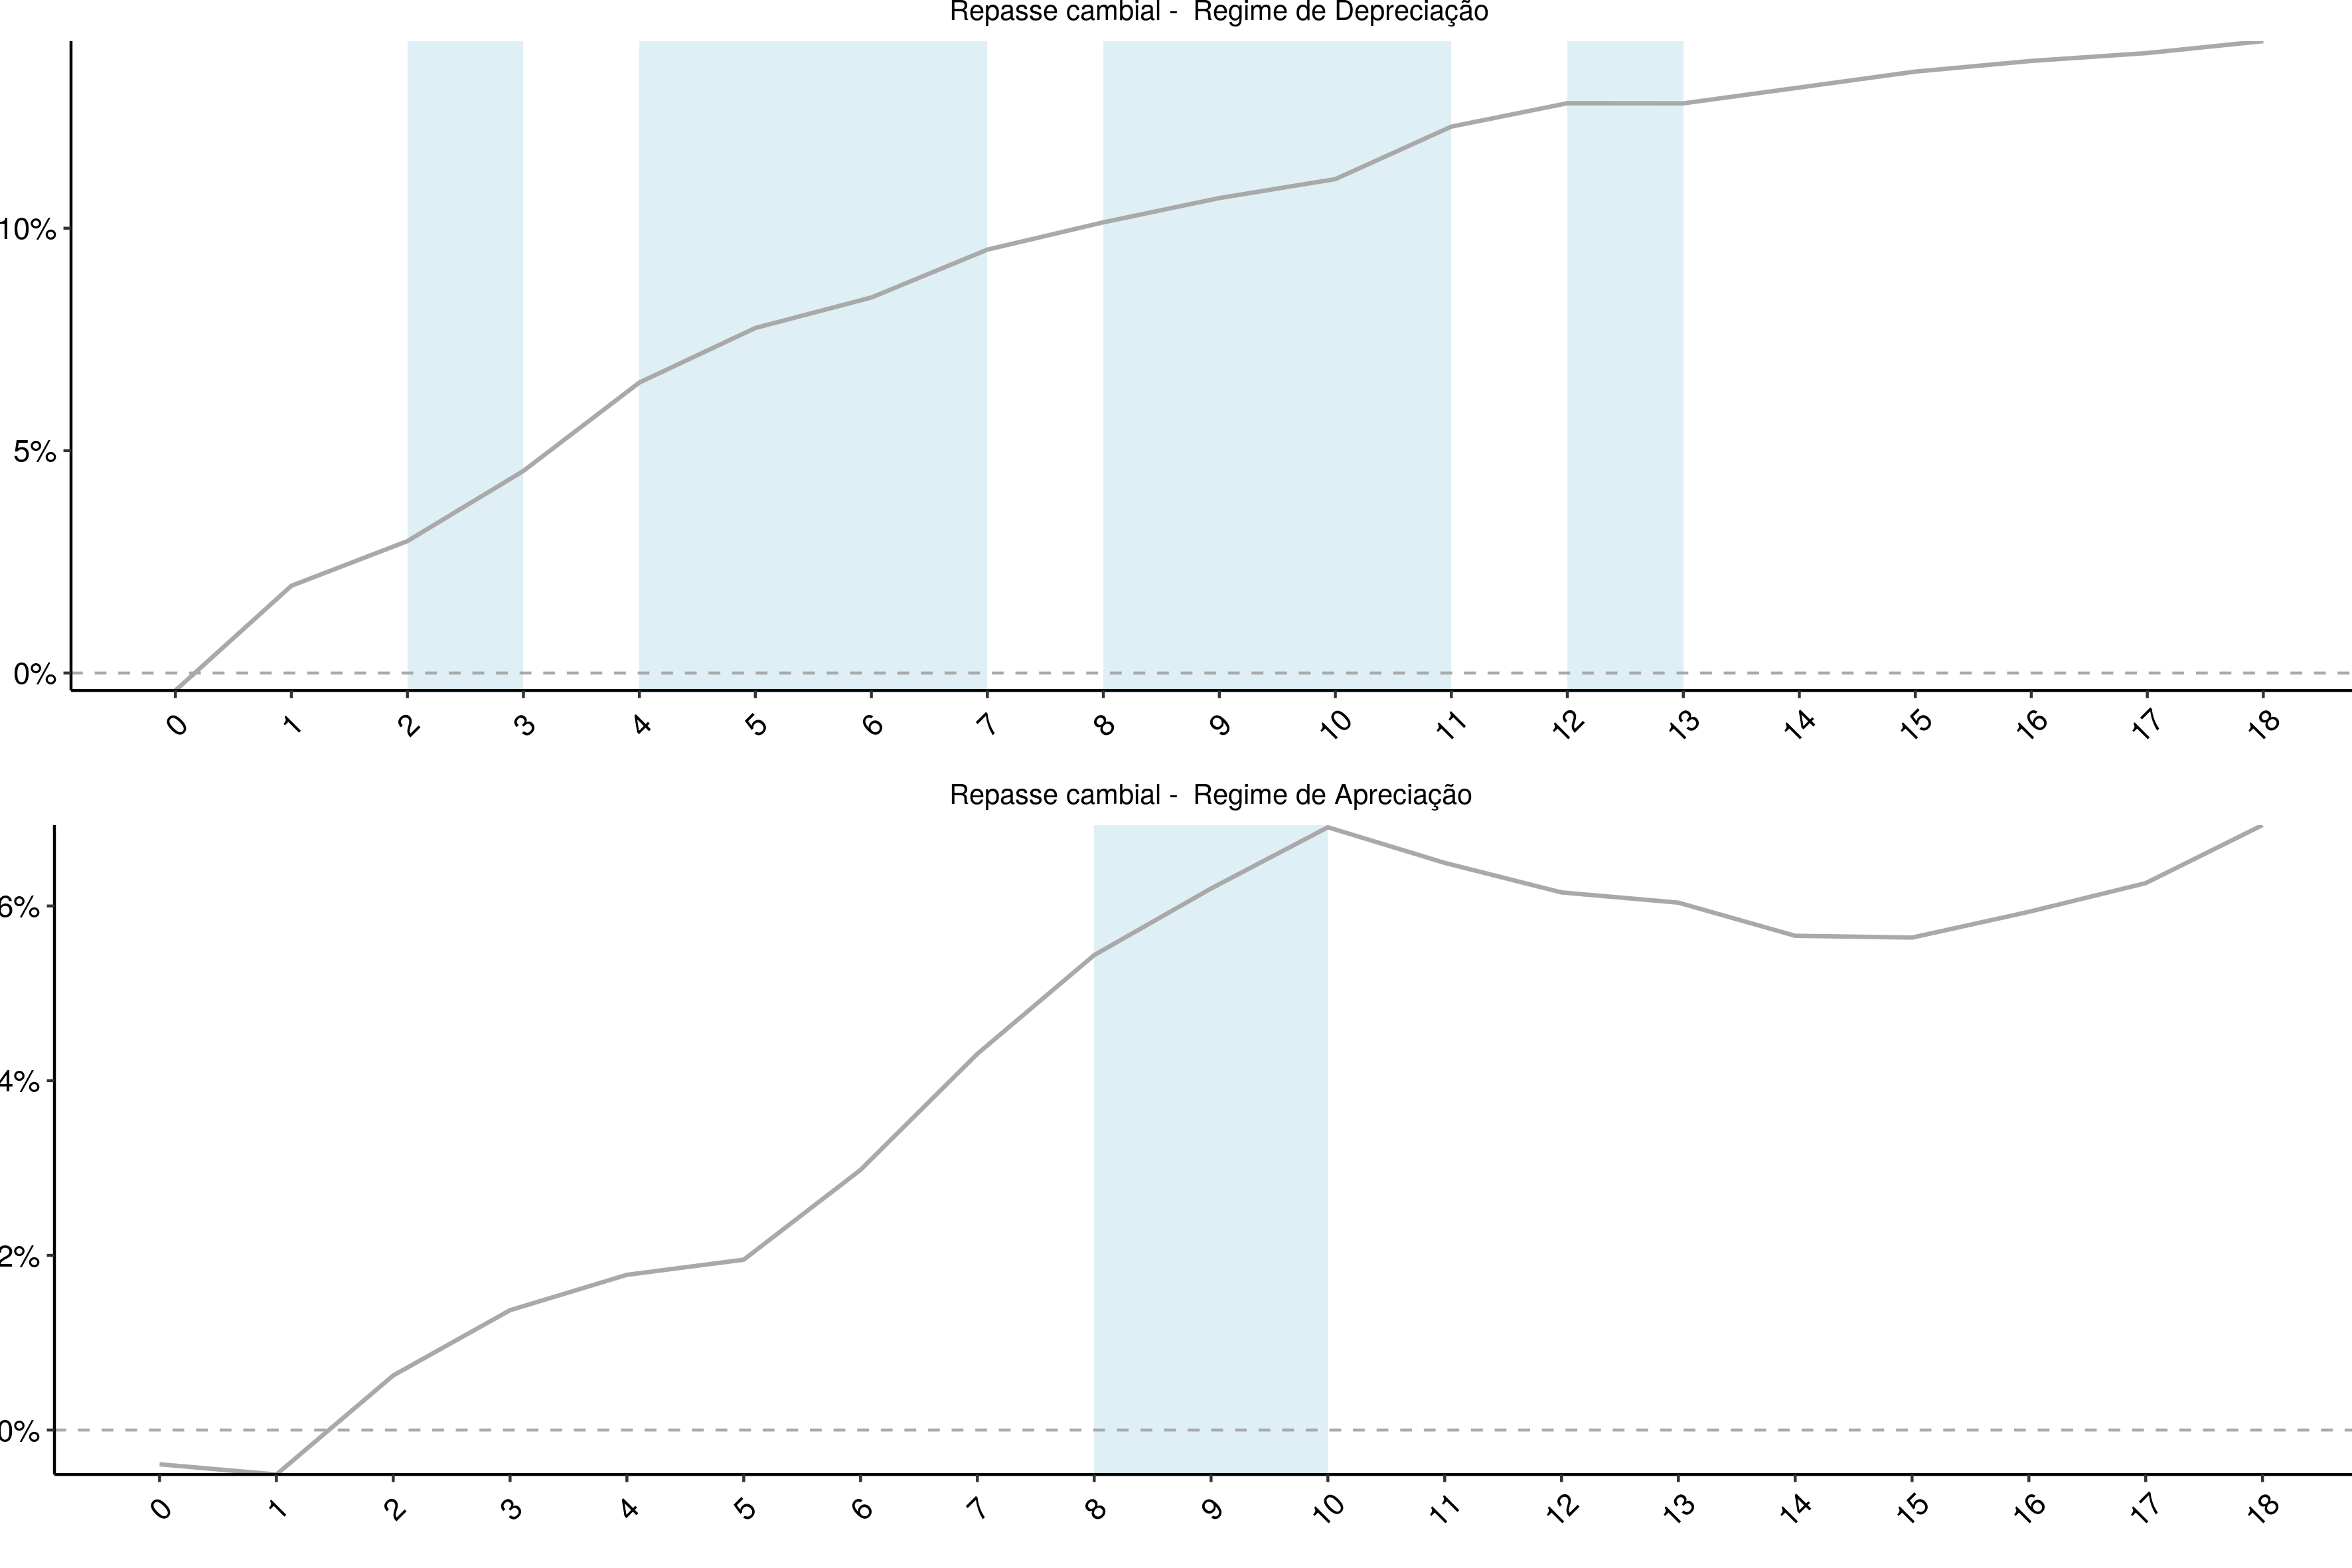 Repasse cambial -  Regime de Depreciação
10%
5%
0%
0 1 2 3 4 5 6 7 8 9 10 11 12 13 14 15 16 17 18
Repasse cambial -  Regime de Apreciação
6%
4%
2%
0%
0 1 2 3 4 5 6 7 8 9 10 11 12 13 14 15 16 17 18